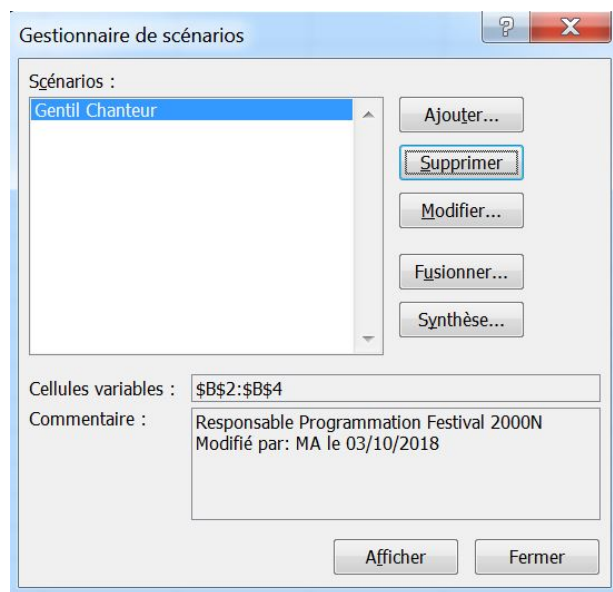 Gestionnaire de scénarios
Scénarios :
Gentil Chanteur
Ajouter...
Supprimer
Modifier...
Fusionner...
Synthèse...
Cellules variables :
$B$2:$B$4
Commentaire :
Responsable Programmation Festival 2000N
Modifié par: MA le 03/10/2018
Afficher
Fermer